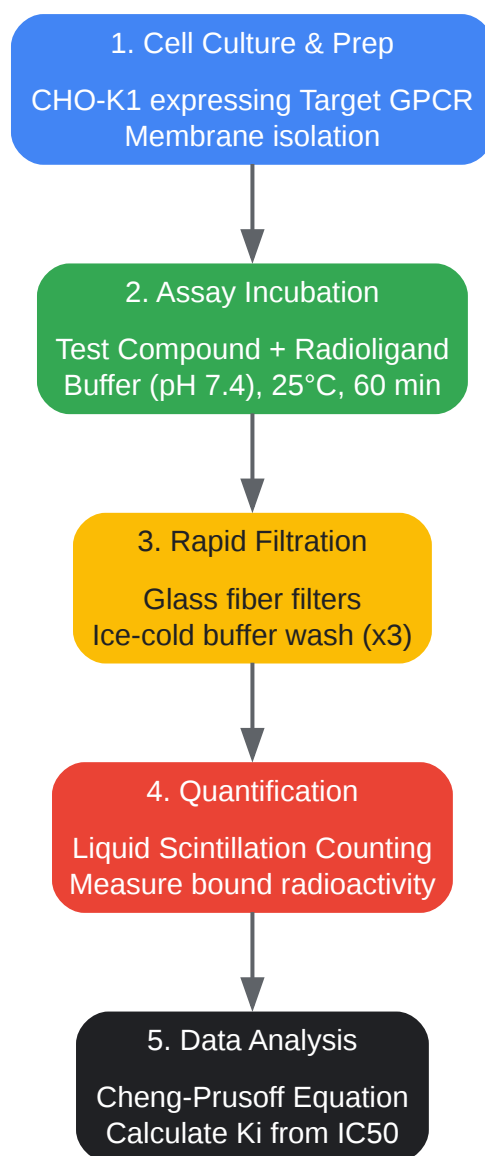 1. Cell Culture & Prep
CHO-K1 expressing Target GPCR
Membrane isolation
2. Assay Incubation
Test Compound + Radioligand
Buffer (pH 7.4), 25°C, 60 min
3. Rapid Filtration
Glass fiber filters
Ice-cold buffer wash (x3)
4. Quantification
Liquid Scintillation Counting
Measure bound radioactivity
5. Data Analysis
Cheng-Prusoff Equation
Calculate Ki from IC50